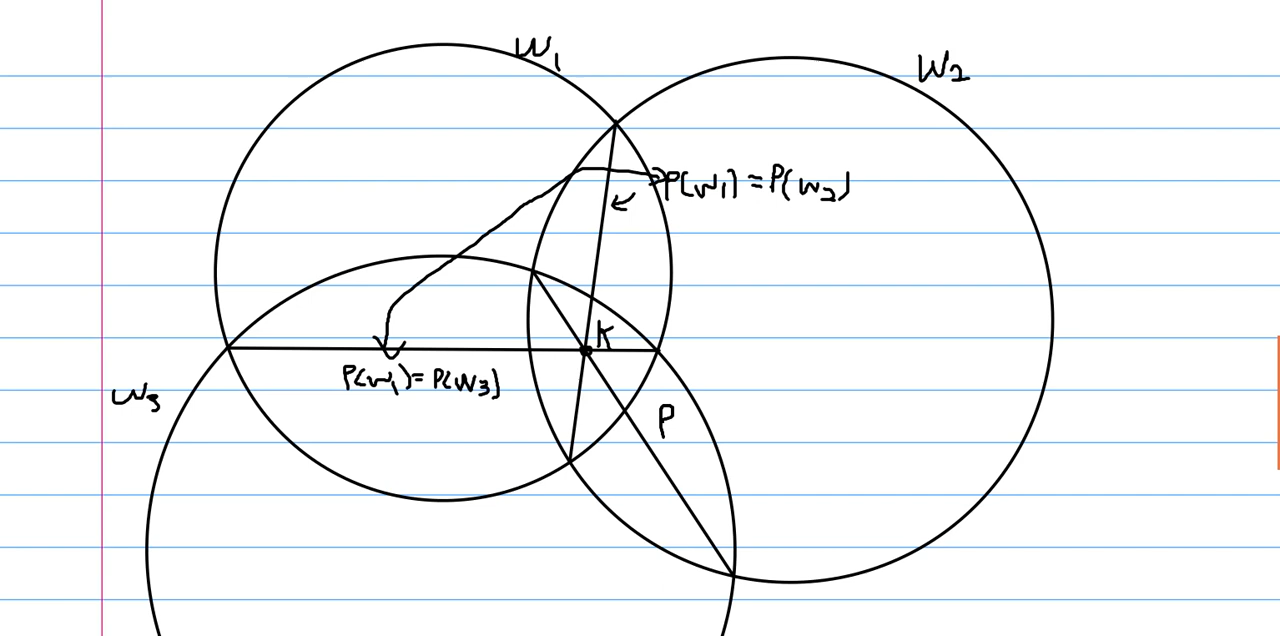 W1
W2
P(W1) = P(W2)
K
P(W1) = P(W3)
W3
P